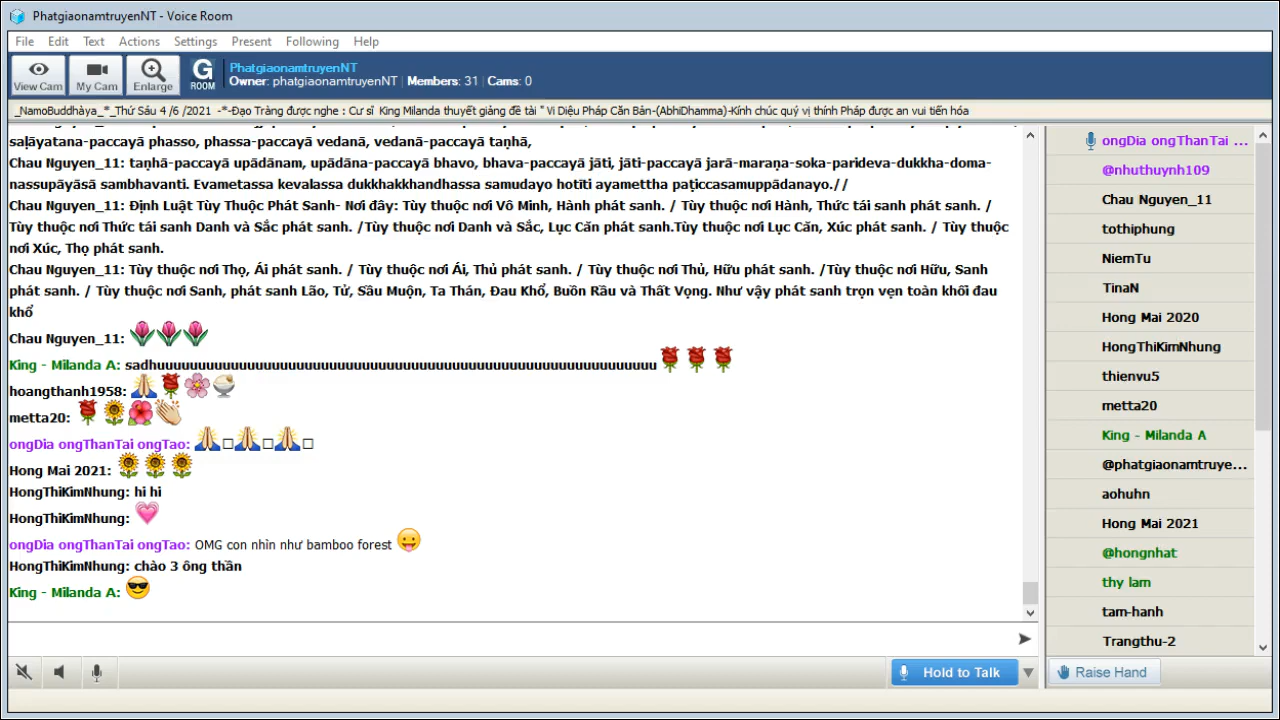 PhatgiaonamtruyenNT - Voice Room
File Edit Text Actions Settings Present Following Help
View Cam
My Cam
Enlarge
G ROOM
PhatgiaonamtruyenNT
Owner: phatgiaonamtruyenNT | Members: 31 | Cams: 0
_NamoBuddhàya_*_Thứ Sáu 4 /6 /2021 -*-Đạo Tràng được nghe : Cư sĩ King Milanda thuyết giảng đề tài " Vi Diệu Pháp Căn Bản-(AbhiDhamma)-Kính chúc quý vị thính Pháp được an vui tiến hóa
saḷāyatana-paccayā phasso, phassa-paccayā vedanā, vedanā-paccayā taṇhā,
Chau Nguyen_11: taṇhā-paccayā upādānam, upādāna-paccayā bhavo, bhava-paccayā jāti, jāti-paccayā jarā-maraṇa-soka-parideva-dukkha-doma-
nassupāyāsā sambhavanti. Evametassa kevalassa dukkhakkhandhassa samudayo hotīti ayamettha paṭiccasamuppādanayo.//
Chau Nguyen_11: Định Luật Tùy Thuộc Phát Sanh- Nơi đây: Tùy thuộc nơi Vô Minh, Hành phát sanh. / Tùy thuộc nơi Hành, Thức tái sanh phát sanh. /
Tùy thuộc nơi Thức tái sanh Danh và Sắc phát sanh. /Tùy thuộc nơi Danh và Sắc, Lục Căn phát sanh.Tùy thuộc nơi Lục Căn, Xúc phát sanh. / Tùy thuộc
nơi Xúc, Thọ phát sanh.
Chau Nguyen_11: Tùy thuộc nơi Thọ, Ái phát sanh. / Tùy thuộc nơi Ái, Thủ phát sanh. / Tùy thuộc nơi Thủ, Hữu phát sanh. /Tùy thuộc nơi Hữu, Sanh
phát sanh. / Tùy thuộc nơi Sanh, phát sanh Lão, Tử, Sầu Muộn, Ta Thán, Đau Khổ, Buồn Rầu và Thất Vọng. Như vậy phát sanh trọn vẹn toàn khối đau
khổ
Chau Nguyen_11: 🌷🌷🌷
King - Milanda A: sadhuuuuuuuuuuuuuuuuuuuuuuuuuuuuuuuuuuuuuuuuuuuuuuuuuuuuuuuuuuuuu 🌹🌹🌹
hoangthanh1958: 🙏🌹🌸🍨
metta20: 🌹🌻🌺👏
ongDia ongThanTai ongTao: 🙏□🙏□🙏□
Hong Mai 2021: 🌻🌻🌻
HongThiKimNhung: hi hi
HongThiKimNhung: 💗
ongDia ongThanTai ongTao: OMG con nhìn như bamboo forest 😛
HongThiKimNhung: chào 3 ông thần
King - Milanda A: 😎
Hold to Talk
ongDia ongThanTai ...
@nhuthuynh109
Chau Nguyen_11
tothiphung
NiemTu
TinaN
Hong Mai 2020
HongThiKimNhung
thienvu5
metta20
King - Milanda A
@phatgiaonamtruye...
aohuhn
Hong Mai 2021
@hongnhat
thy lam
tam-hanh
Trangthu-2
Raise Hand